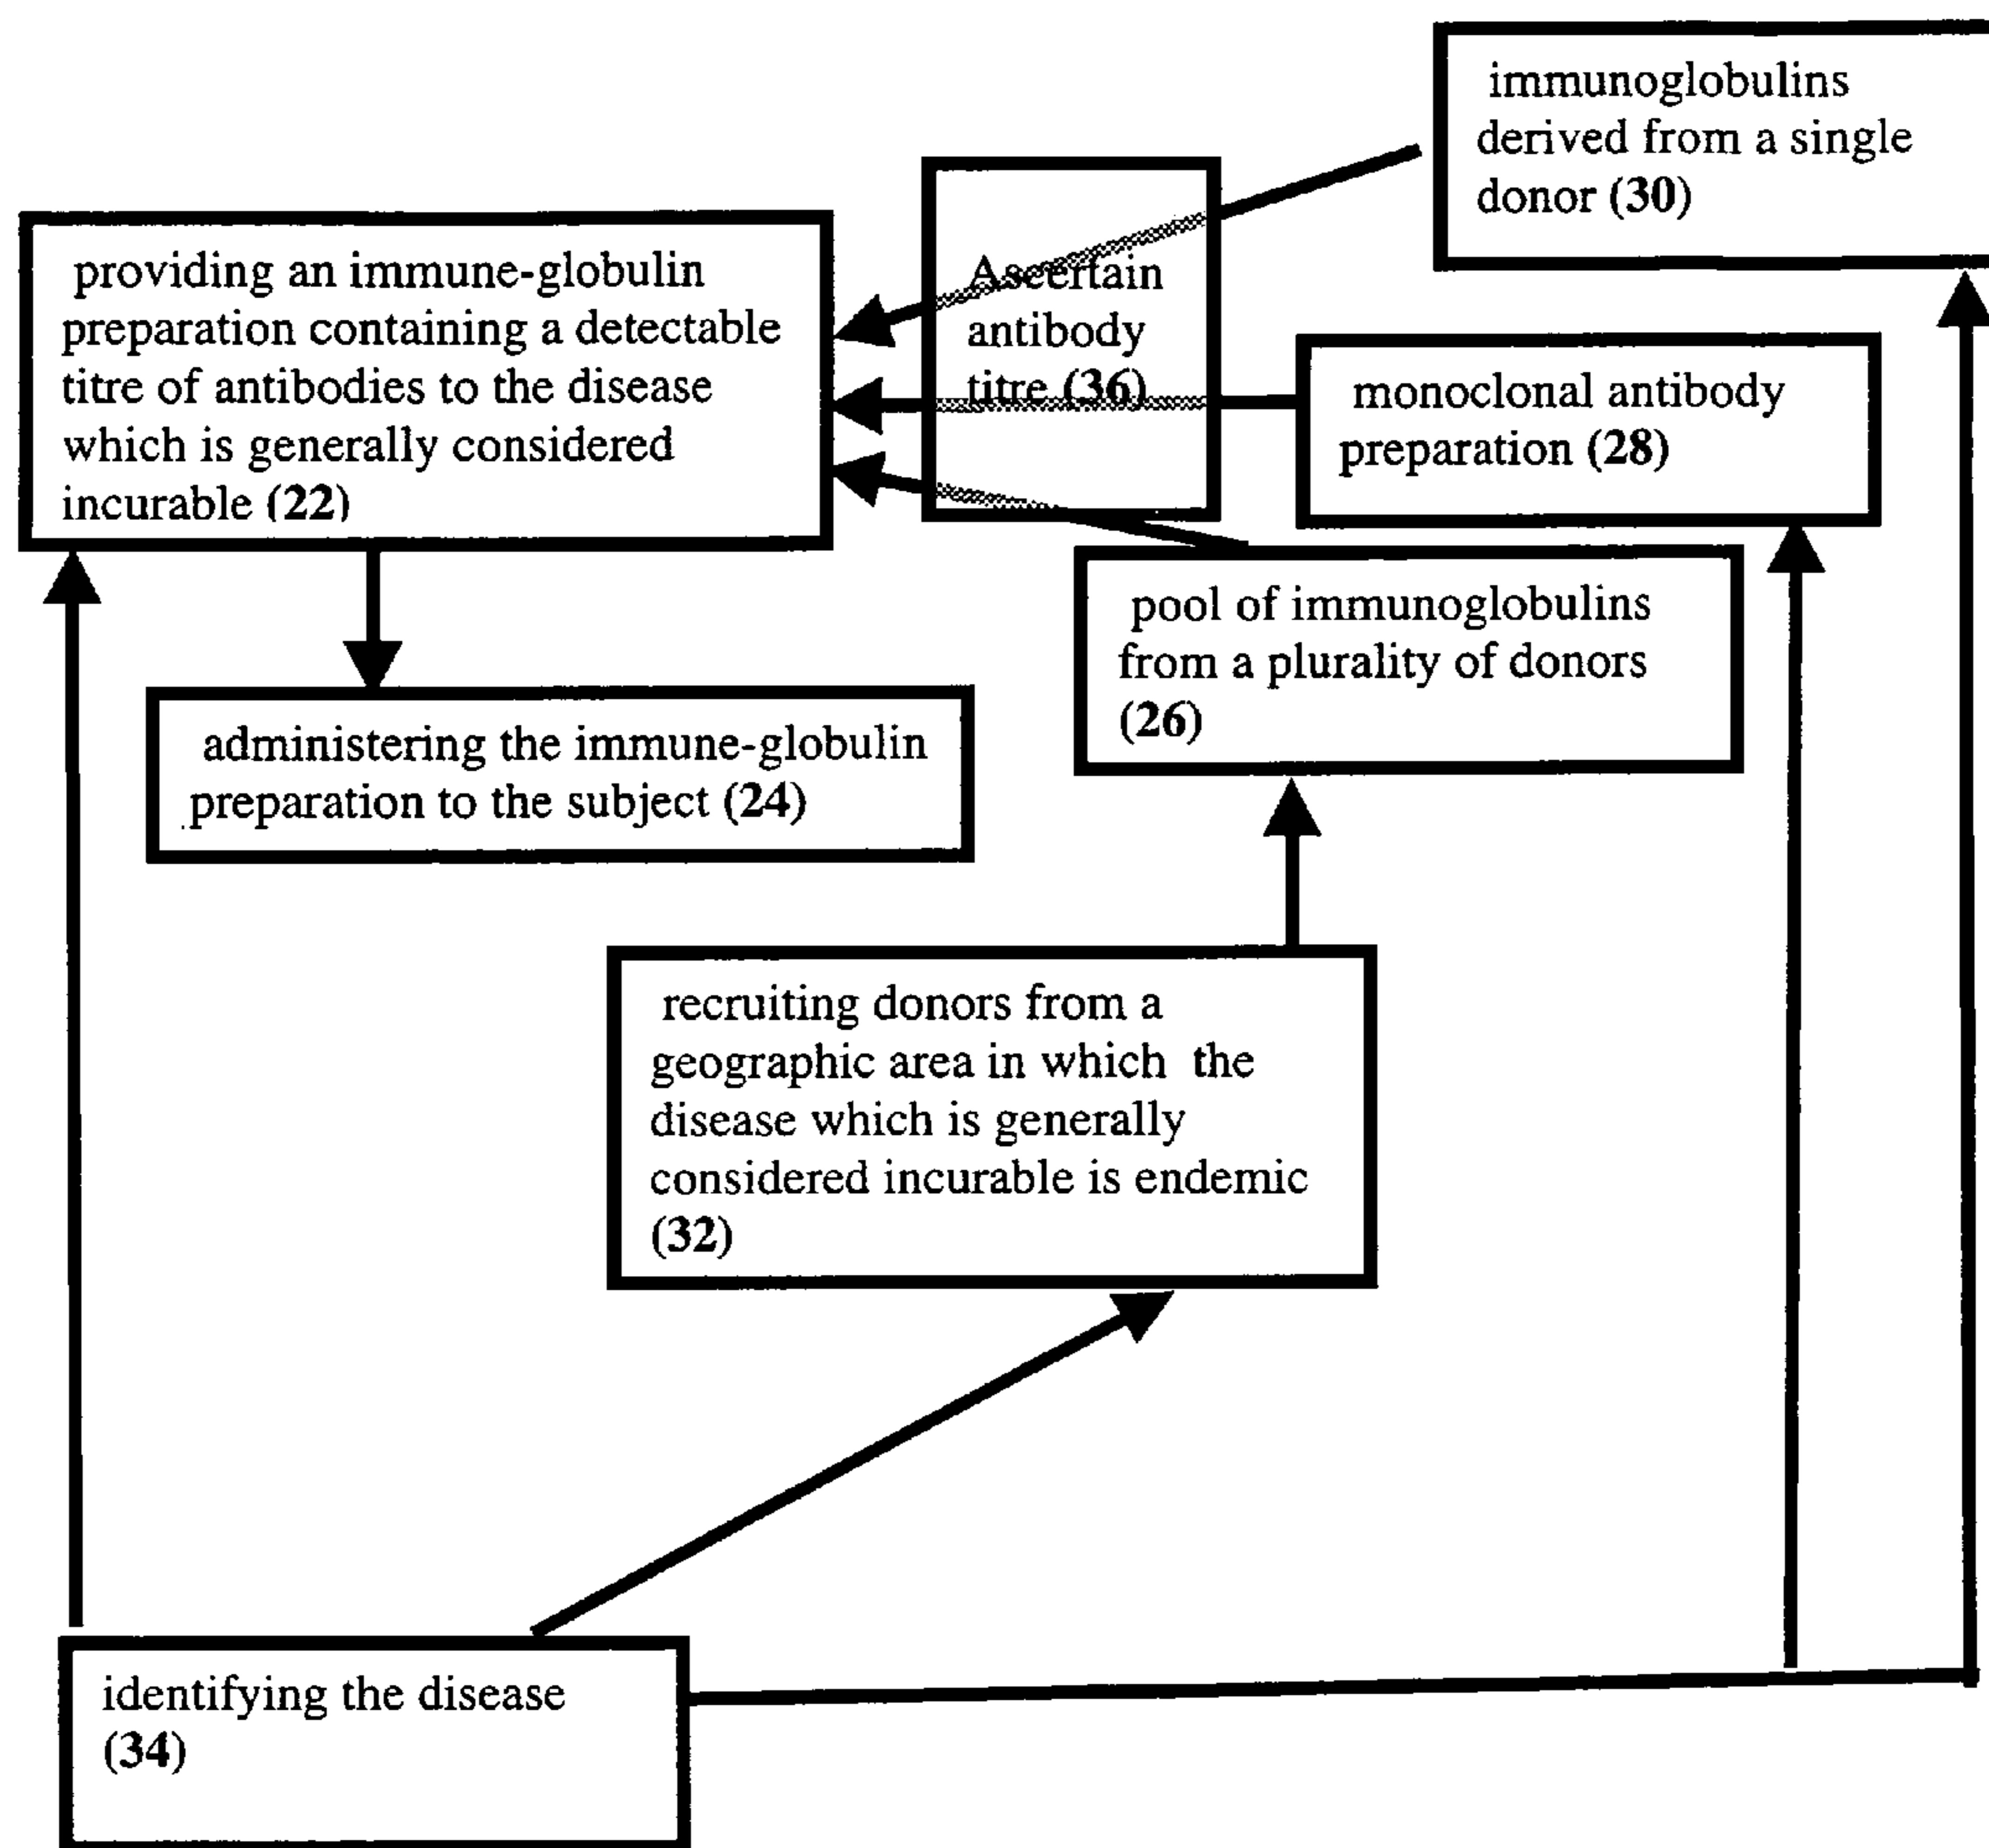 immunoglobulins
derived from a single
donor (30)
providing an immune-globulin
preparation containing a detectable
titre of antibodies to the disease
which is generally considered
incurable (22)
Ascertain
antibody
titre (36)
monoclonal antibody
preparation (28)
pool of immunoglobulins
from a plurality of donors
(26)
administering the immune-globulin
preparation to the subject (24)
recruiting donors from a
geographic area in which the
disease which is generally
considered incurable is endemic
(32)
identifying the disease
(34)